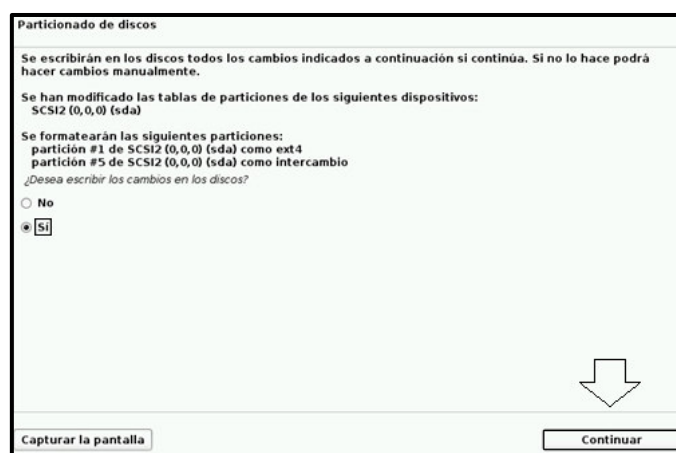 Particionado de discos
Se escribirán en los discos todos los cambios indicados a continuación si continúa. Si no lo hace podrá
hacer cambios manualmente.
Se han modificado las tablas de particiones de los siguientes dispositivos:
SCSI2 (0,0,0) (sda)
Se formatearán las siguientes particiones:
partición #1 de SCSI2 (0,0,0) (sda) como ext4
partición #5 de SCSI2 (0,0,0) (sda) como intercambio
¿Desea escribir los cambios en los discos?
No
Sí
Capturar la pantalla
Continuar